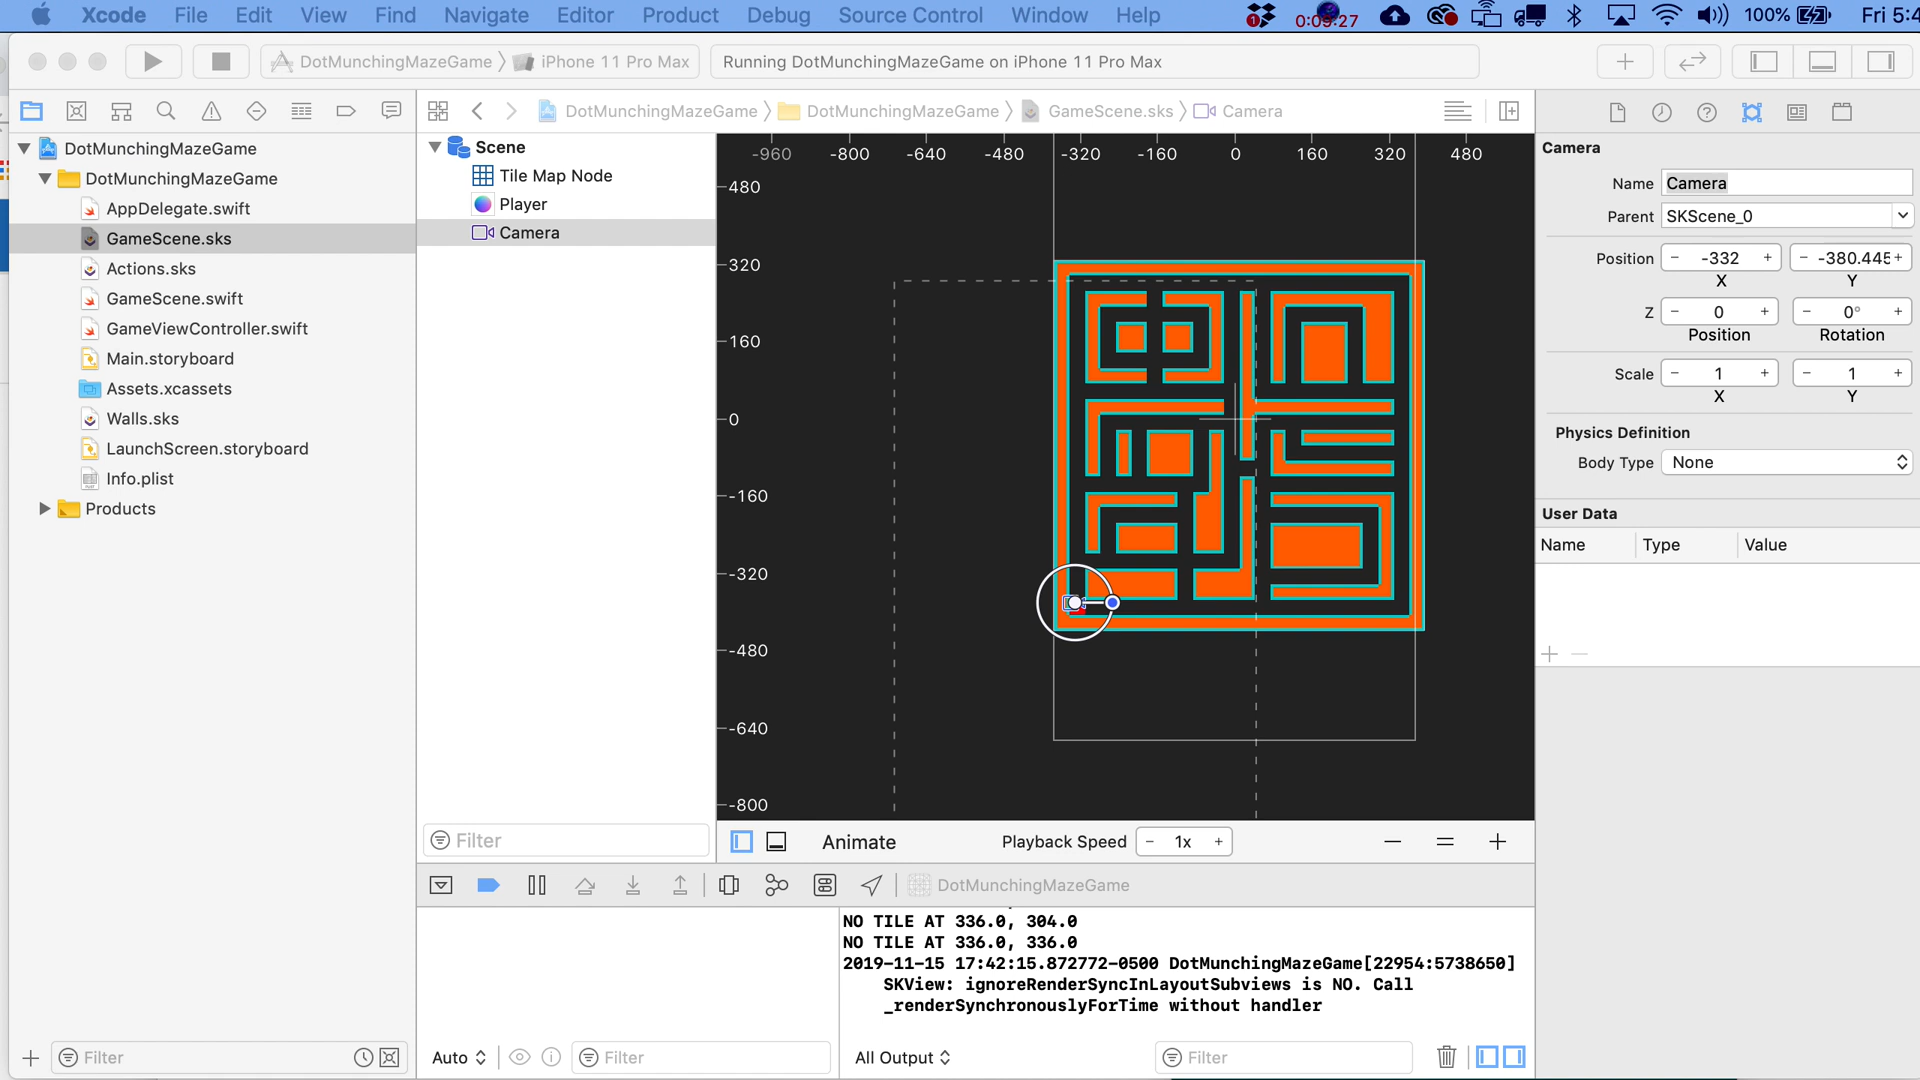 Xcode File Edit View Find Navigate Editor Product Debug Source Control Window Help 1 0:09:27 100% Fri 5:4
DotMunchingMazeGame iPhone 11 Pro Max Running DotMunchingMazeGame on iPhone 11 Pro Max
DotMunchingMazeGame
DotMunchingMazeGame
AppDelegate.swift
GameScene.sks
Actions.sks
GameScene.swift
GameViewController.swift
Main.storyboard
Assets.xcassets
Walls.sks
LaunchScreen.storyboard
Info.plist
Products
Filter
DotMunchingMazeGame DotMunchingMazeGame GameScene.sks Camera
Scene
Tile Map Node
Player
Camera
Filter
-960 -800 -640 -480 -320 -160 0 160 320 480
480
320
160
0
-160
-320
-480
-640
-800
Animate Playback Speed - 1x +
DotMunchingMazeGame
Auto Filter
NO TILE AT 336.0, 304.0
NO TILE AT 336.0, 336.0
2019-11-15 17:42:15.872772-0500 DotMunchingMazeGame[22954:5738650]
SKView: ignoreRenderSyncInLayoutSubviews is NO. Call
_renderSynchronouslyForTime without handler
All Output Filter
Camera
Name Camera
Parent SKScene_0
Position - -332 + - -380.445 +
X Y
Z - 0 + - 0° +
Position Rotation
Scale - 1 + - 1 +
X Y
Physics Definition
Body Type None
User Data
Name Type Value